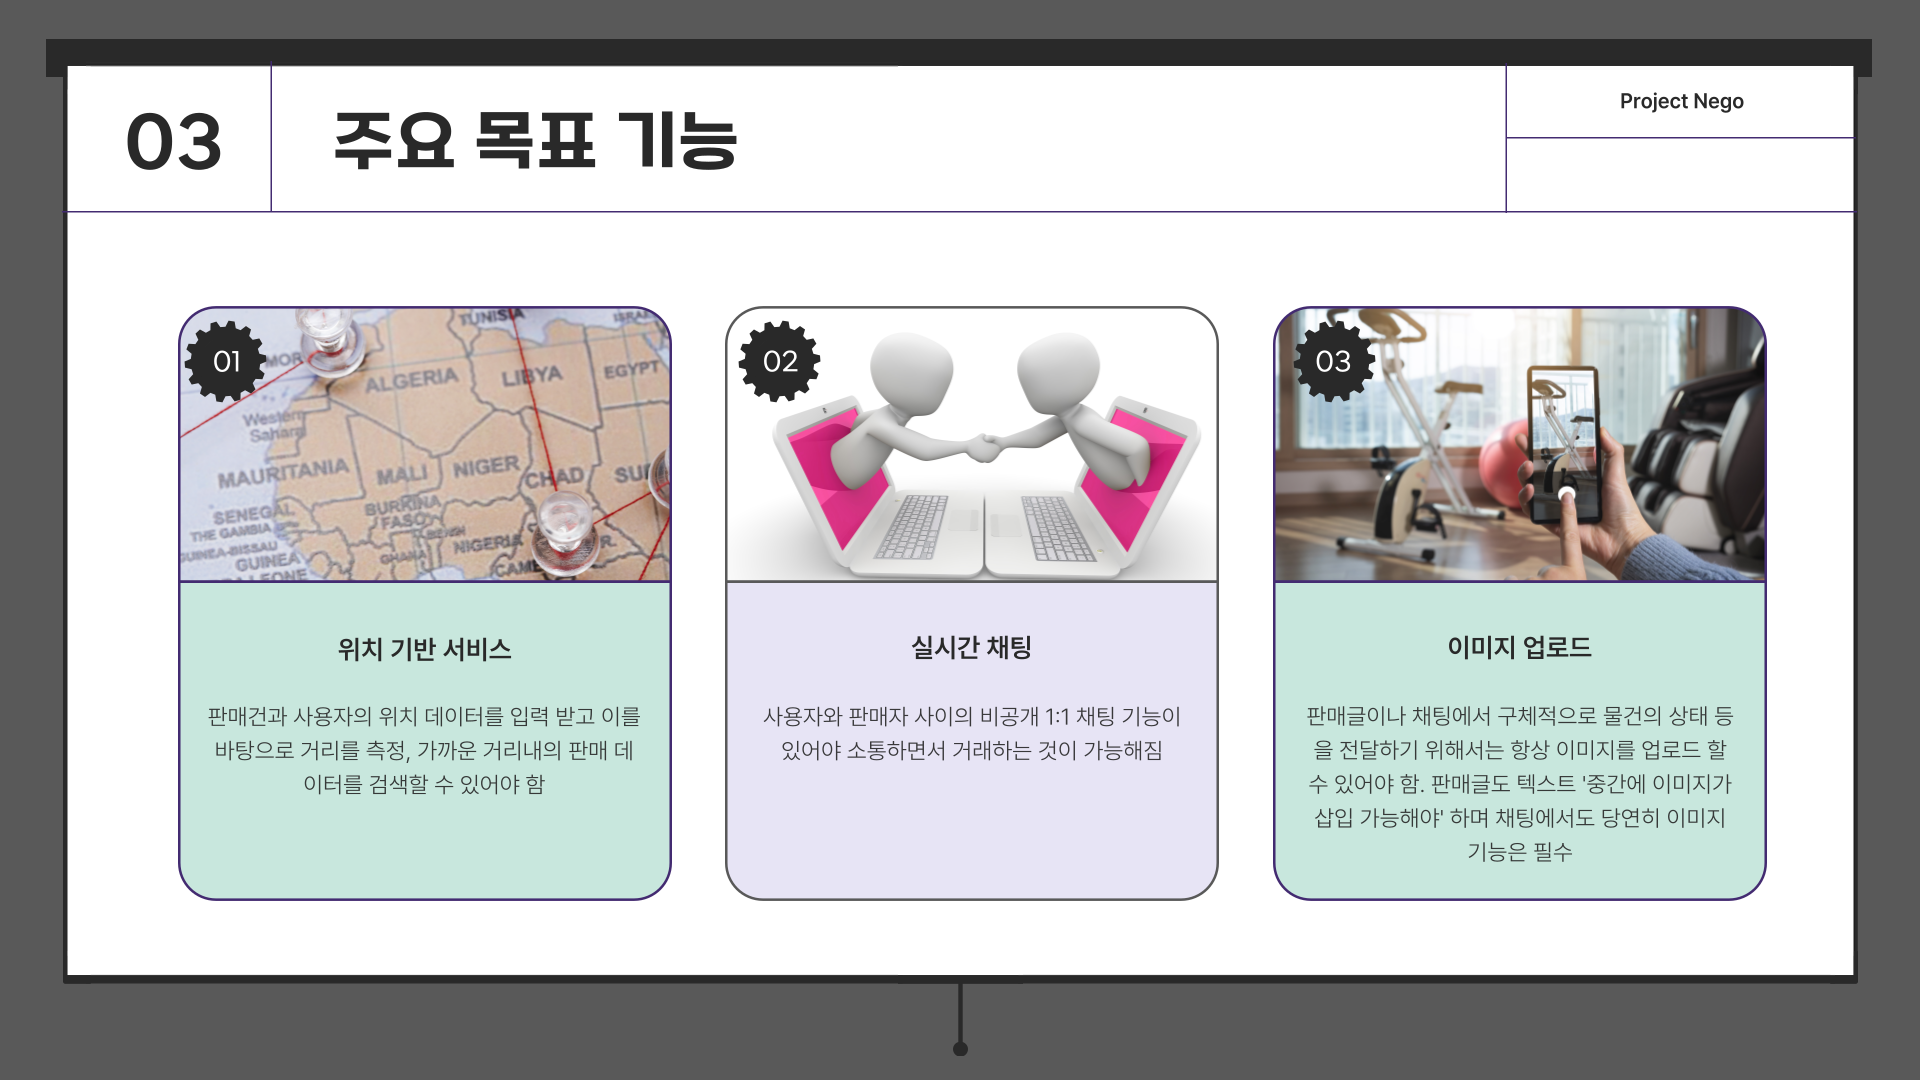 03
주요 목표 기능
Project Nego
01
TUNISIA
ALGERIA
LIBYA
EGYPT
Western
Sahara
MAURITANIA
MALI
NIGER
CHAD
SENEGAL
THE GAMBIA
GUINEA-BISSAU
GUINEA
BURKINA
FASO
GHANA
NIGERIA
위치 기반 서비스
판매건과 사용자의 위치 데이터를 입력 받고 이를
바탕으로 거리를 측정, 가까운 거리내의 판매 데
이터를 검색할 수 있어야 함
02
실시간 채팅
사용자와 판매자 사이의 비공개 1:1 채팅 기능이
있어야 소통하면서 거래하는 것이 가능해짐
03
이미지 업로드
판매글이나 채팅에서 구체적으로 물건의 상태 등
을 전달하기 위해서는 항상 이미지를 업로드 할
수 있어야 함. 판매글도 텍스트 '중간에 이미지가
삽입 가능해야' 하며 채팅에서도 당연히 이미지
기능은 필수